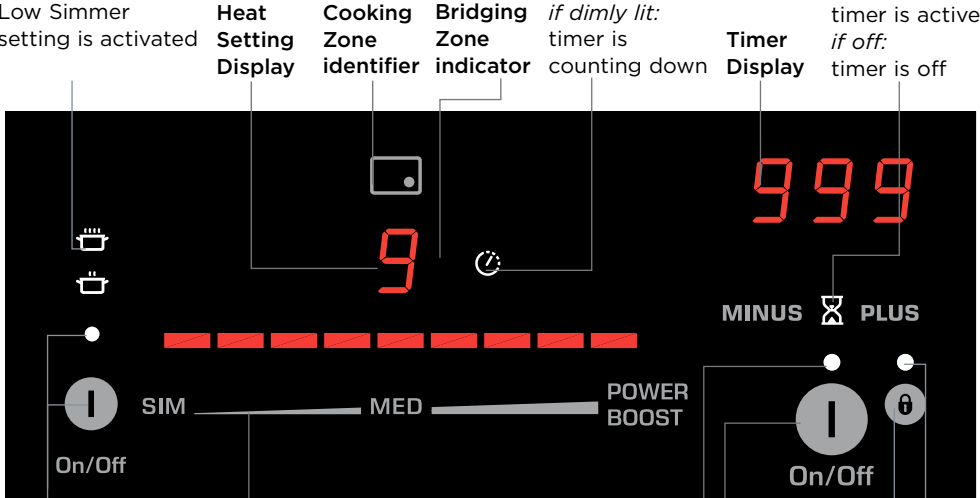 Low Simmer
setting is activated
Heat
Setting
Display
Cooking
Zone
identifier
Bridging
Zone
indicator
if dimly lit:
timer is
counting down
Timer
Display
timer is active
if off:
timer is off
999
9
MINUS PLUS
SIM MED POWER
BOOST
On/Off
On/Off